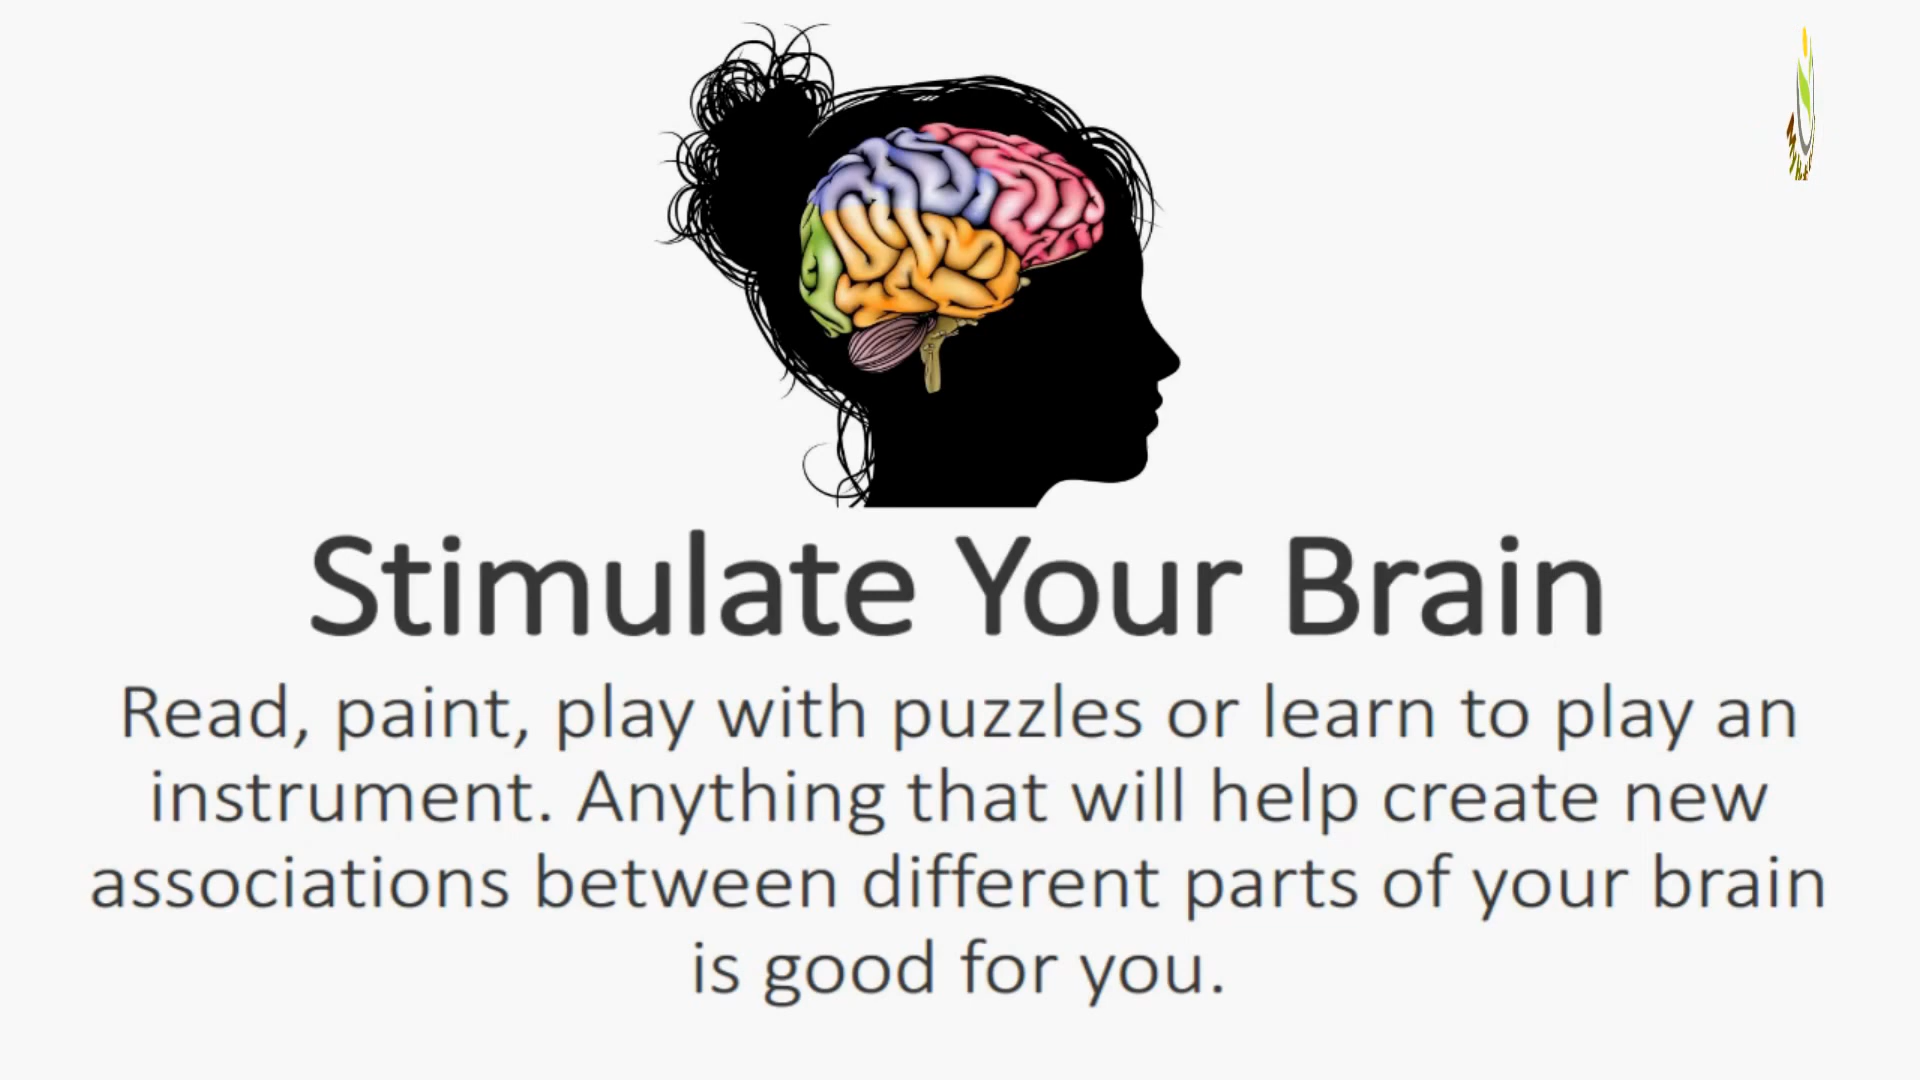 Stimulate Your Brain
Read, paint, play with puzzles or learn to play an
instrument. Anything that will help create new
associations between different parts of your brain
is good for you.